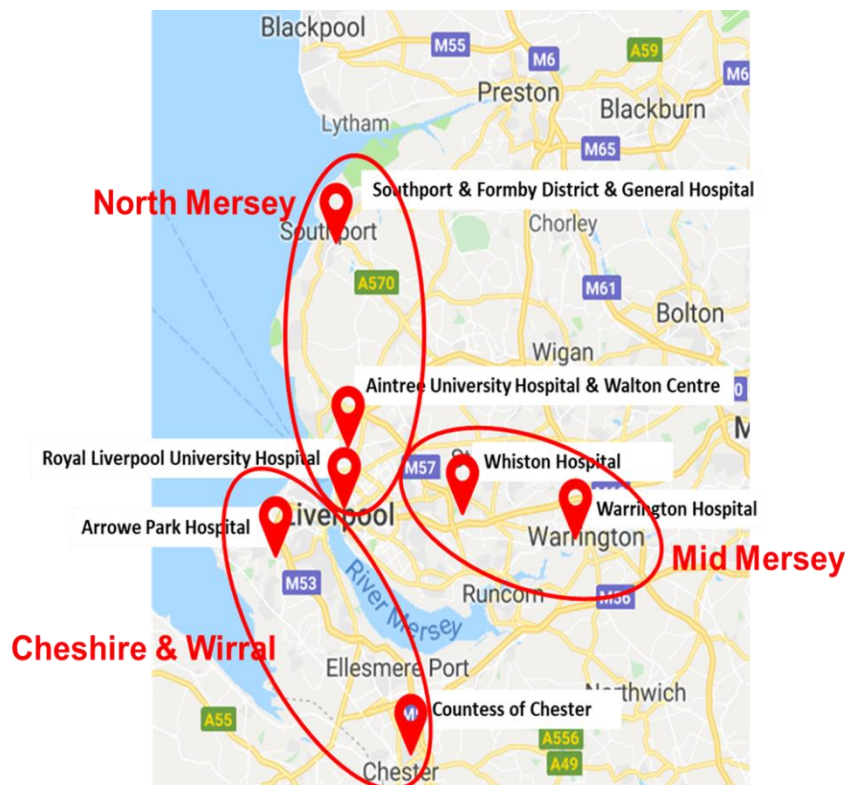 Blackpool
M55
M6
A59
M6
Preston
Blackburn
Lytham
M65
North Mersey
Southport & Formby District & General Hospital
Southport
Chorley
A570
M61
Bolton
Wigan
Aintree University Hospital & Walton Centre
0
M
Royal Liverpool University Hospital
M57
St
Whiston Hospital
Arrowe Park Hospital
Liverpool
Warrington Hospital
Warrington
Mid Mersey
M53
River Mersey
Runcorn
M56
Cheshire & Wirral
Ellesmere Port
Northwich
A55
Countess of Chester
A556
Chester
A49